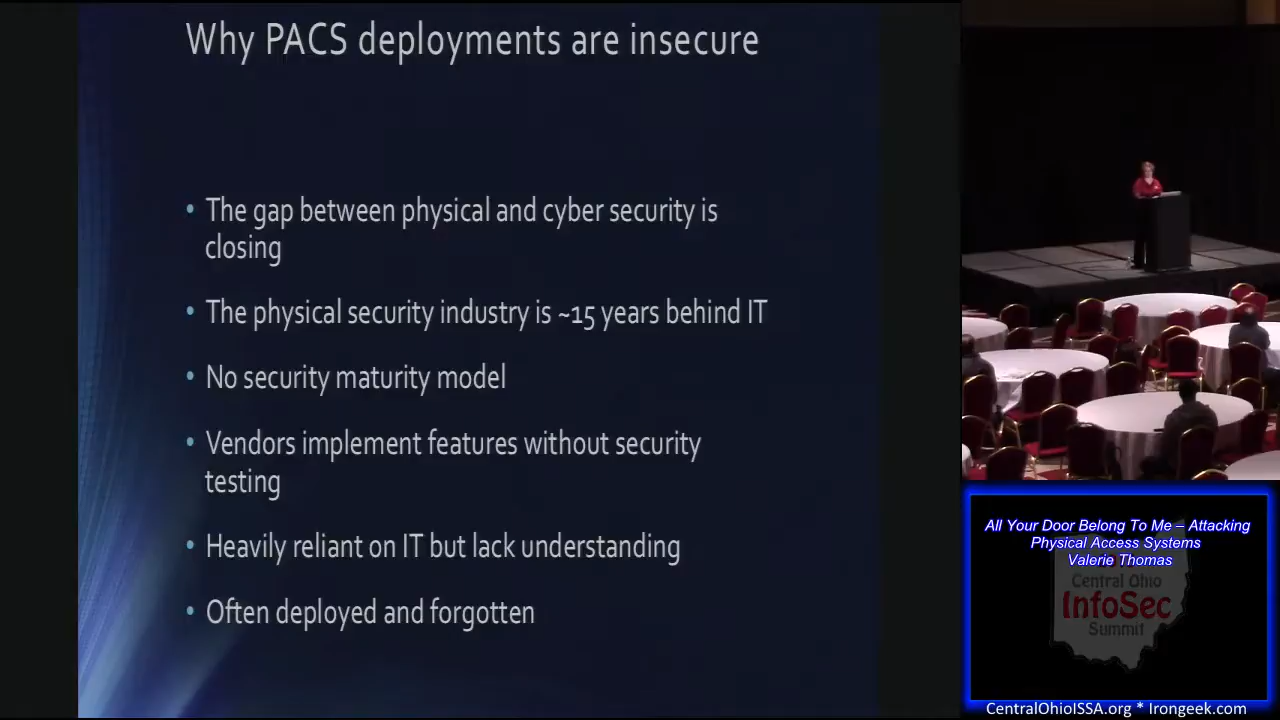 Why PACS deployments are insecure
• The gap between physical and cyber security is
closing
• The physical security industry is ~15 years behind IT
• No security maturity model
• Vendors implement features without security
testing
• Heavily reliant on IT but lack understanding
• Often deployed and forgotten
All Your Door Belong To Me – Attacking
Physical Access Systems
Valerie Thomas
Central Ohio
InfoSec
Summit
CentralOhioISSA.org * Irongeek.com